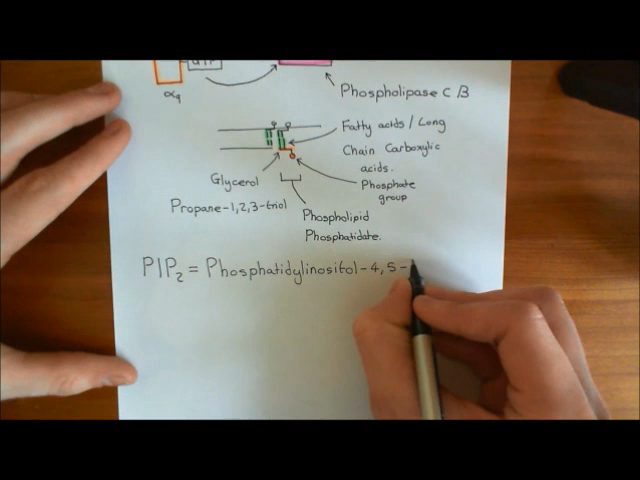 αq
Phospholipase C β
Fatty acids / Long
Chain Carboxylic
acids.
Glycerol
Phosphate
group
Propane-1,2,3-triol
Phospholipid
Phosphatidate.
PIP₂ = Phosphatidylinositol-4,5-